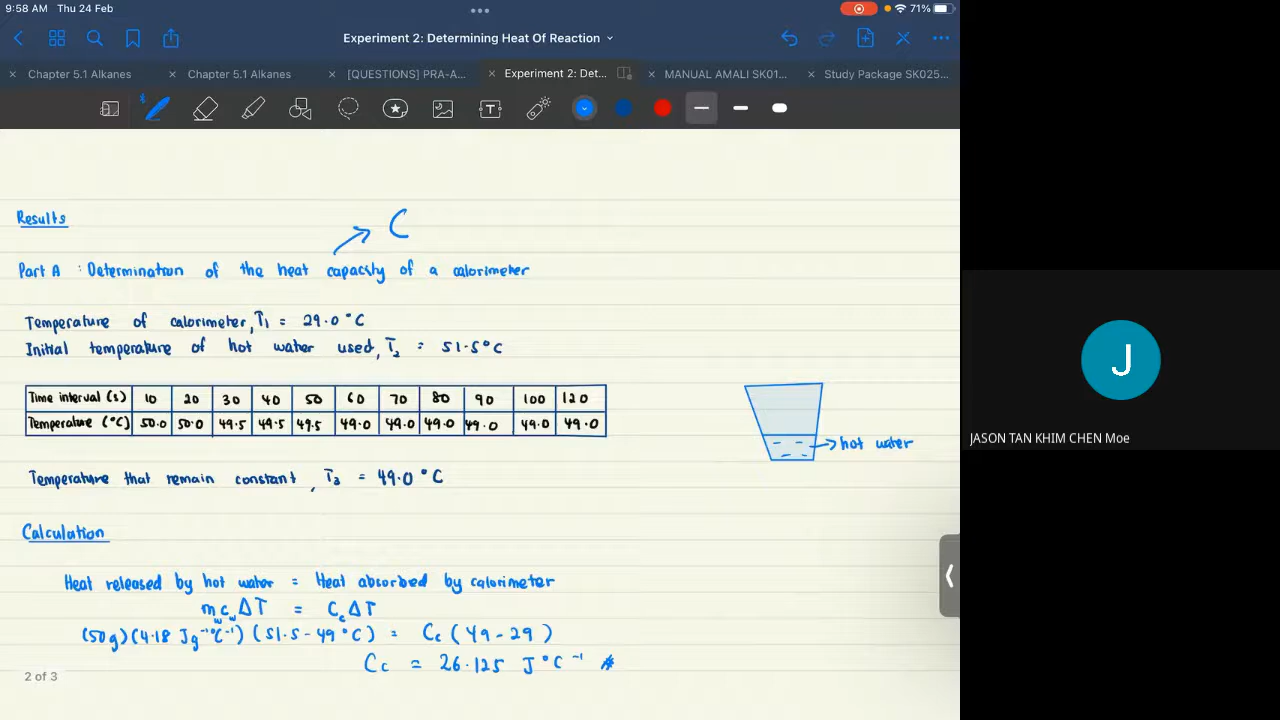 9:58 AM Thu 24 Feb
71%
Experiment 2: Determining Heat Of Reaction
Chapter 5.1 Alkanes
Chapter 5.1 Alkanes
[QUESTIONS] PRA-A...
Experiment 2: Det...
MANUAL AMALI SK01...
Study Package SK025...
Results
C
Part A : Determination of the heat capacity of a calorimeter
Temperature of calorimeter, T₁ = 29.0 °C
Initial temperature of hot water used, T₂ = 51.5°C
Time interval (s) 10 20 30 40 50 60 70 80 90 100 120
Temperature (°C) 50.0 50.0 49.5 49.5 49.5 49.0 49.0 49.0 49.0 49.0 49.0
hot water
Temperature that remain constant, T₃ = 49.0 °C
Calculation
Heat released by hot water = Heat absorbed by calorimeter
m_w c_w ΔT = C_c ΔT
(50g)(4.18 Jg⁻¹°C⁻¹)(51.5-49°C) = C_c (49-29)
C_c = 26.125 J°C⁻¹
2 of 3
J
JASON TAN KHIM CHEN Moe